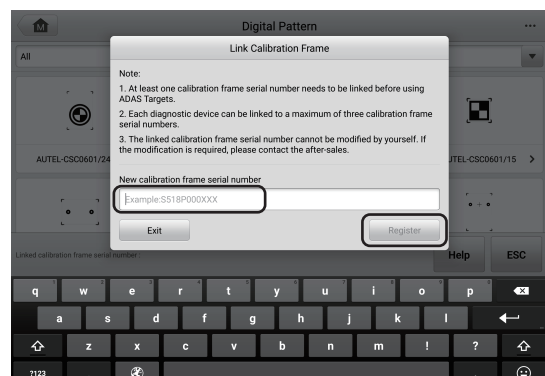 Digital Pattern
...
Link Calibration Frame
All
Note:
1. At least one calibration frame serial number needs to be linked before using
ADAS Targets.
2. Each diagnostic device can be linked to a maximum of three calibration frame
serial numbers.
3. The linked calibration frame serial number cannot be modified by yourself. If
the modification is required, please contact the after-sales.
AUTEL-CSC0601/24
UTEL-CSC0601/15 >
New calibration frame serial number
Example:S518P000XXX
Exit
Register
Linked calibration frame serial number :
Help
ESC
q w e r t y u i o p
a s d f g h j k l
z x c v b n m ! ?
?123